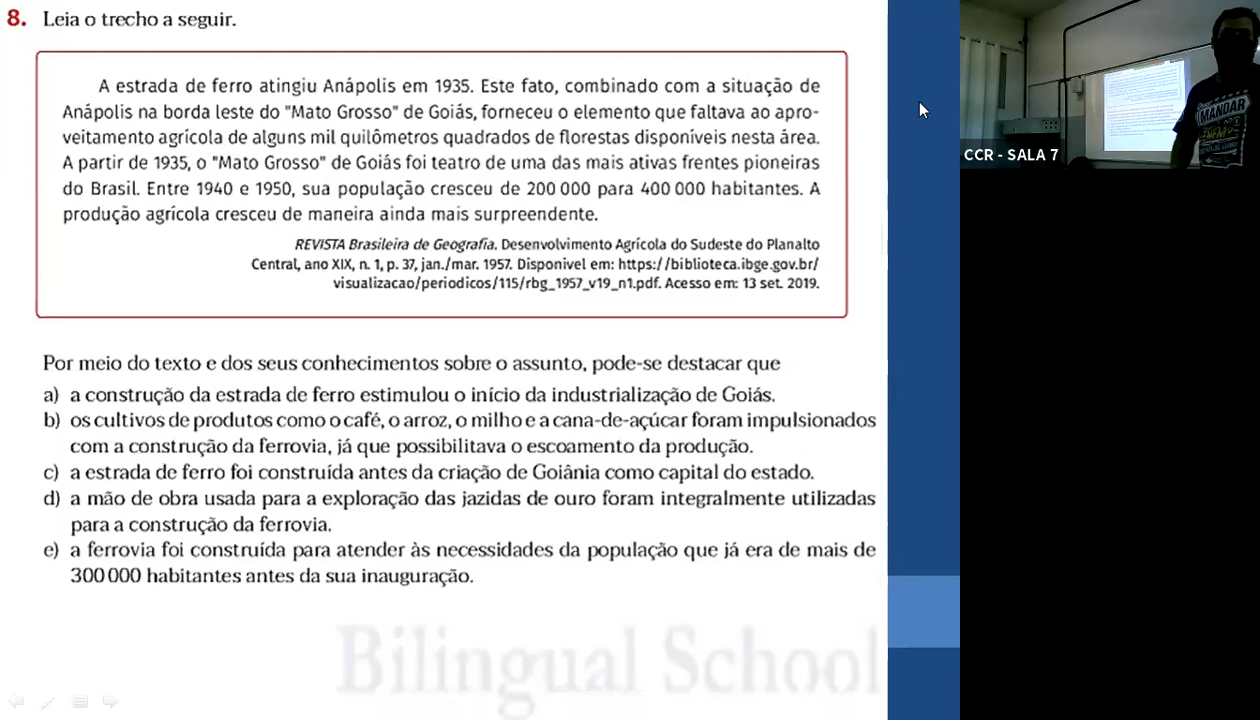 8. Leia o trecho a seguir.
A estrada de ferro atingiu Anápolis em 1935. Este fato, combinado com a situação de
Anápolis na borda leste do "Mato Grosso" de Goiás, forneceu o elemento que faltava ao apro-
veitamento agrícola de alguns mil quilômetros quadrados de florestas disponíveis nesta área.
A partir de 1935, o "Mato Grosso" de Goiás foi teatro de uma das mais ativas frentes pioneiras
do Brasil. Entre 1940 e 1950, sua população cresceu de 200 000 para 400 000 habitantes. A
produção agrícola cresceu de maneira ainda mais surpreendente.
REVISTA Brasileira de Geografia. Desenvolvimento Agrícola do Sudeste do Planalto
Central, ano XIX, n. 1, p. 37, jan./mar. 1957. Disponivel em: https://biblioteca.ibge.gov.br/
visualizacao/periodicos/115/rbg_1957_v19_n1.pdf. Acesso em: 13 set. 2019.
Por meio do texto e dos seus conhecimentos sobre o assunto, pode-se destacar que
a) a construção da estrada de ferro estimulou o início da industrialização de Goiás.
b) os cultivos de produtos como o café, o arroz, o milho e a cana-de-açúcar foram impulsionados
com a construção da ferrovia, já que possibilitava o escoamento da produção.
c) a estrada de ferro foi construída antes da criação de Goiânia como capital do estado.
d) a mão de obra usada para a exploração das jazidas de ouro foram integralmente utilizadas
para a construção da ferrovia.
e) a ferrovia foi construída para atender às necessidades da população que já era de mais de
300 000 habitantes antes da sua inauguração.
Bilingual School
CCR - SALA 7
MANDAR